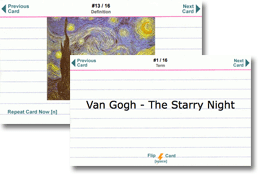 Previous Card
#13 / 16
Definition
Next Card
Repeat Card Now [n]
Previous Card
#1 / 16
Term
Next Card
Van Gogh - The Starry Night
Flip Card
[space]